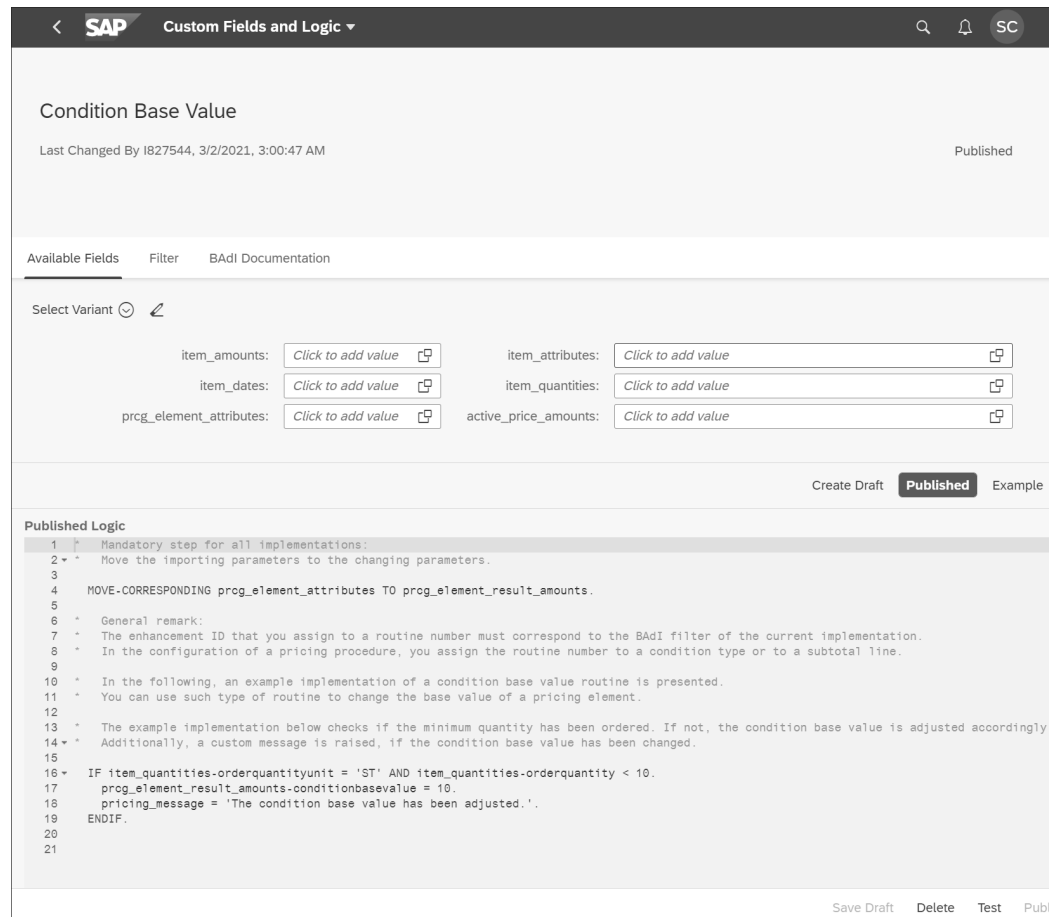 SAP Custom Fields and Logic SC
Condition Base Value
Last Changed By I827544, 3/2/2021, 3:00:47 AM Published
Available Fields Filter BAdI Documentation
Select Variant
item_amounts: Click to add value item_attributes: Click to add value
item_dates: Click to add value item_quantities: Click to add value
prcg_element_attributes: Click to add value active_price_amounts: Click to add value
Create Draft Published Example
Published Logic
1 * Mandatory step for all implementations:
2 * Move the importing parameters to the changing parameters.
3
4 MOVE-CORRESPONDING prcg_element_attributes TO prcg_element_result_amounts.
5
6 * General remark:
7 * The enhancement ID that you assign to a routine number must correspond to the BAdI filter of the current implementation.
8 * In the configuration of a pricing procedure, you assign the routine number to a condition type or to a subtotal line.
9
10 * In the following, an example implementation of a condition base value routine is presented.
11 * You can use such type of routine to change the base value of a pricing element.
12
13 * The example implementation below checks if the minimum quantity has been ordered. If not, the condition base value is adjusted accordingly
14 * Additionally, a custom message is raised, if the condition base value has been changed.
15
16 IF item_quantities-orderquantityunit = 'ST' AND item_quantities-orderquantity < 10.
17 prcg_element_result_amounts-conditionbasevalue = 10.
18 pricing_message = 'The condition base value has been adjusted.'.
19 ENDIF.
20
21
Save Draft Delete Test Publ